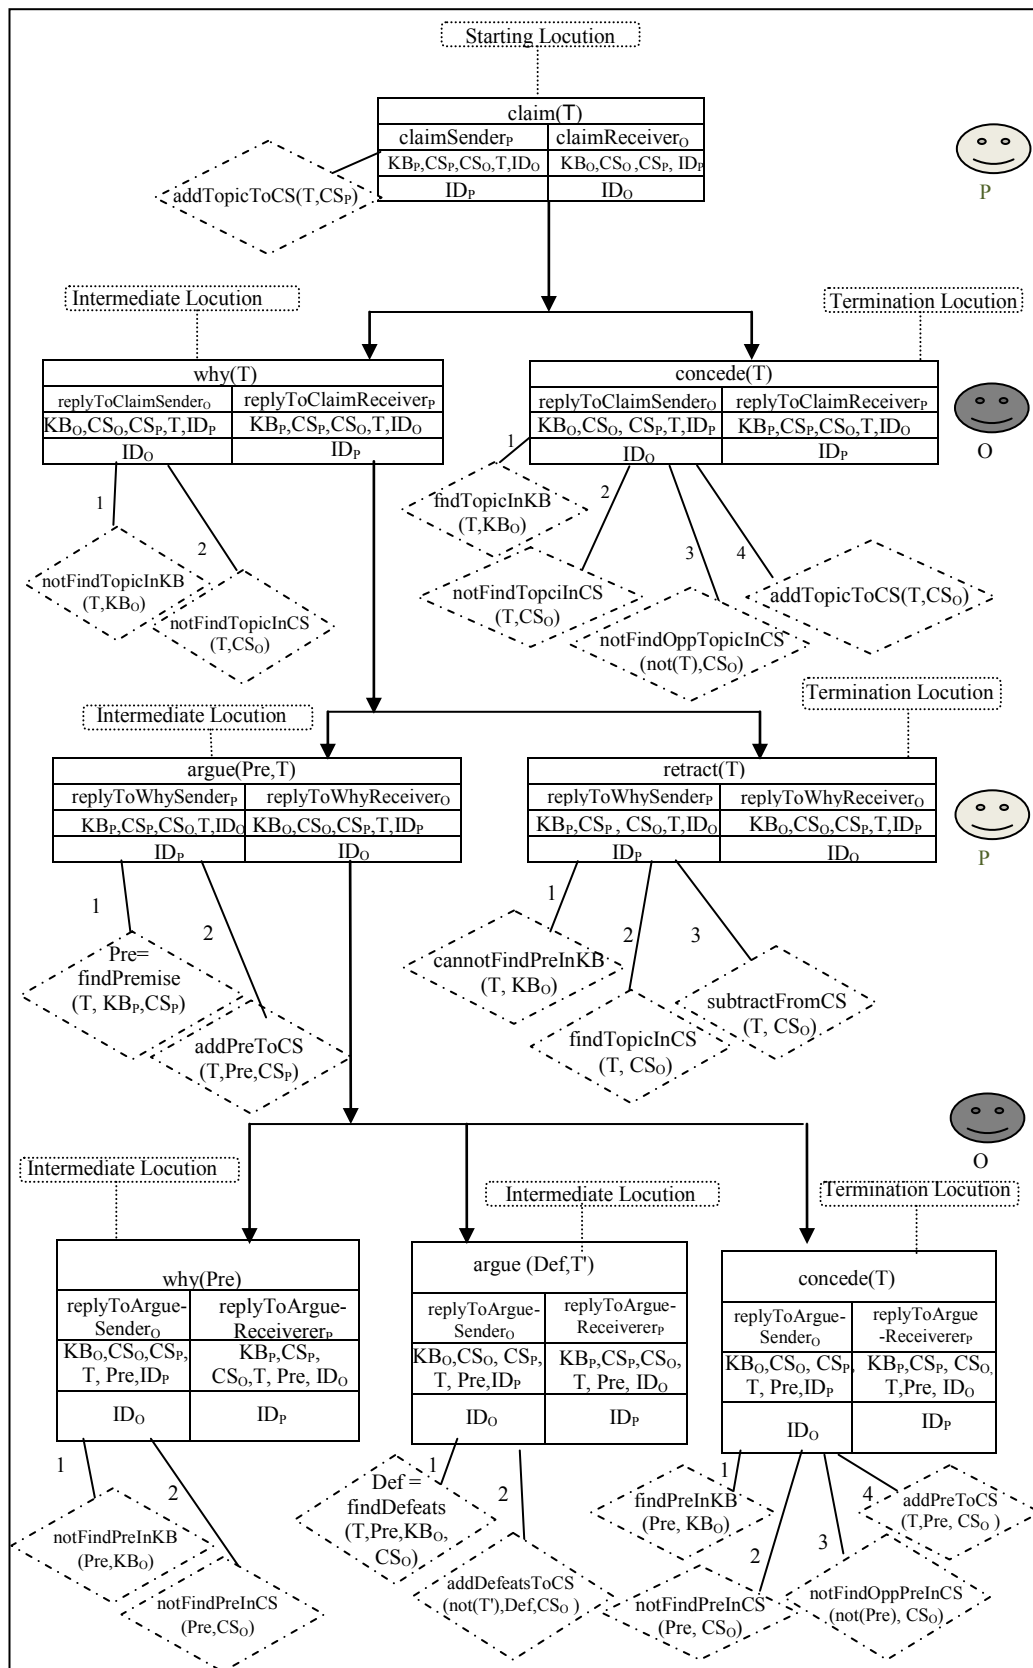 Starting Locution
claim(T)
claimSenderP claimReceiverO
KBP,CSP,CSO,T,IDO KBO,CSO,CSP, IDP
IDP IDO
addTopicToCS(T,CSP)
P
Intermediate Locution
Termination Locution
why(T)
replyToClaimSenderO replyToClaimReceiverP
KBO,CSO,CSP,T,IDP KBP,CSP,CSO,T,IDO
IDO IDP
concede(T)
replyToClaimSenderO replyToClaimReceiverP
KBO,CSO, CSP,T,IDP KBP,CSP,CSO,T,IDO
IDO IDP
O
1
notFindTopicInKB
(T,KBO)
2
notFindTopicInCS
(T,CSO)
1
fndTopicInKB
(T,KBO)
2
notFindTopciInCS
(T,CSO)
3
notFindOppTopicInCS
(not(T),CSO)
4
addTopicToCS(T,CSO)
Intermediate Locution
Termination Locution
argue(Pre,T)
replyToWhySenderP replyToWhyReceiverO
KBP,CSP,CSO,T,IDO KBO,CSO,CSP,T,IDP
IDP IDO
retract(T)
replyToWhySenderP replyToWhyReceiverO
KBP,CSP , CSO,T,IDO KBO,CSO,CSP,T,IDP
IDP IDO
P
1
Pre=
findPremise
(T, KBP,CSP)
2
addPreToCS
(T,Pre,CSP)
1
cannotFindPreInKB
(T, KBO)
2
findTopicInCS
(T, CSO)
3
subtractFromCS
(T, CSO)
O
Intermediate Locution
Intermediate Locution
Termination Locution
why(Pre)
replyToArgue- replyToArgue-
SenderO ReceivererP
KBO,CSO,CSP, KBP,CSP,
T, Pre,IDP CSO,T, Pre, IDO
IDO IDP
argue (Def,T')
replyToArgue- replyToArgue-
SenderO ReceivererP
KBO,CSO, CSP, KBP,CSP,CSO,
T, Pre,IDP T, Pre, IDO
IDO IDP
concede(T)
replyToArgue- replyToArgue
SenderO -ReceivererP
KBO,CSO, CSP, KBP,CSP, CSO,
T, Pre,IDP T,Pre, IDO
IDO IDP
1
notFindPreInKB
(Pre,KBO)
2
notFindPreInCS
(Pre,CSO)
1
Def =
findDefeats
(T,Pre,KBO,
CSO)
2
addDefeatsToCS
(not(T'),Def,CSO )
1
findPreInKB
(Pre, KBO)
2
notFindPreInCS
(Pre, CSO)
3
notFindOppPreInCS
(not(Pre), CSO)
4
addPreToCS
(T,Pre, CSO )